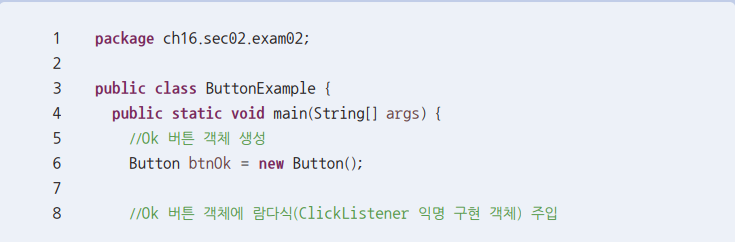 1 package ch16.sec02.exam02;
2
3 public class ButtonExample {
4 public static void main(String[] args) {
5 //Ok 버튼 객체 생성
6 Button btnOk = new Button();
7
8 //Ok 버튼 객체에 람다식(ClickListener 익명 구현 객체) 주입